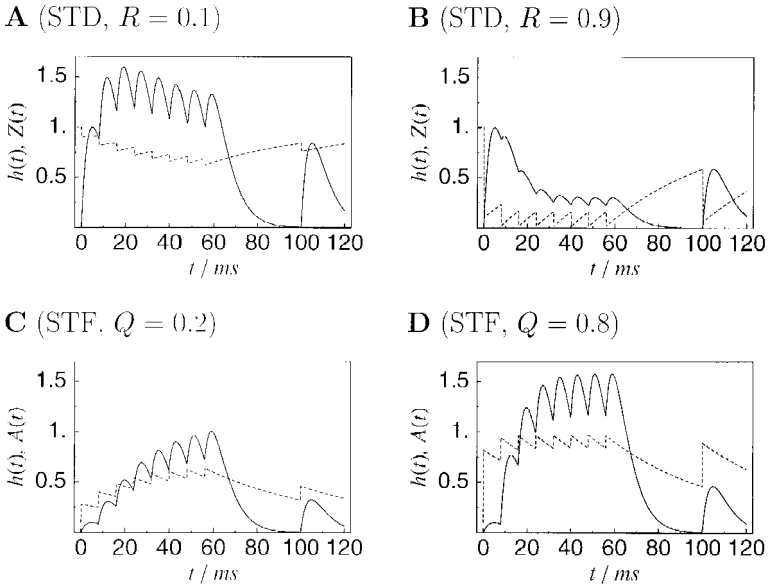 A (STD, R = 0.1)
h(t), Z(t)
1.5
1.
0.5
0 20 40 60 80 100 120
t / ms
B (STD, R = 0.9)
h(t), Z(t)
1.5
1.
0.5
0 20 40 60 80 100 120
t / ms
C (STF. Q = 0.2)
h(t), A(t)
1.5
1.
0.5
0 20 40 60 80 100 120
t / ms
D (STF, Q = 0.8)
h(t), A(t)
1.5
1.
0.5
0 20 40 60 80 100 120
t / ms